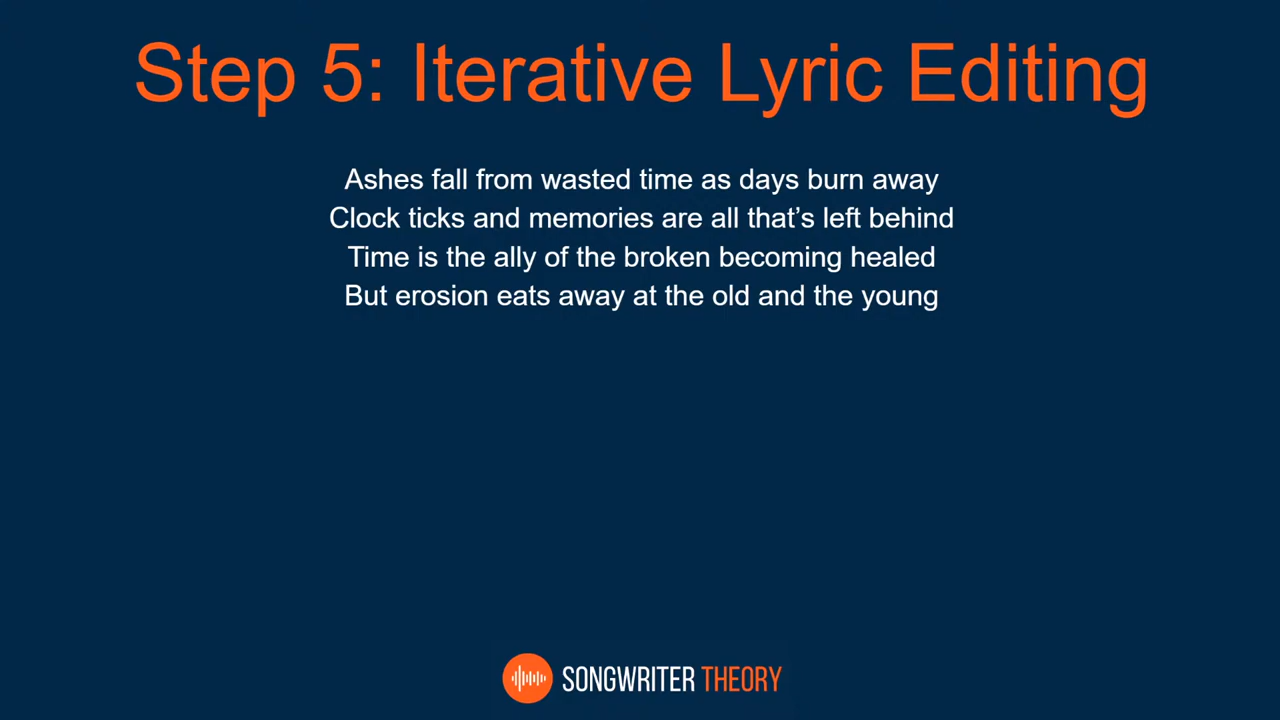 Step 5: Iterative Lyric Editing
Ashes fall from wasted time as days burn away
Clock ticks and memories are all that’s left behind
Time is the ally of the broken becoming healed
But erosion eats away at the old and the young
SONGWRITER THEORY